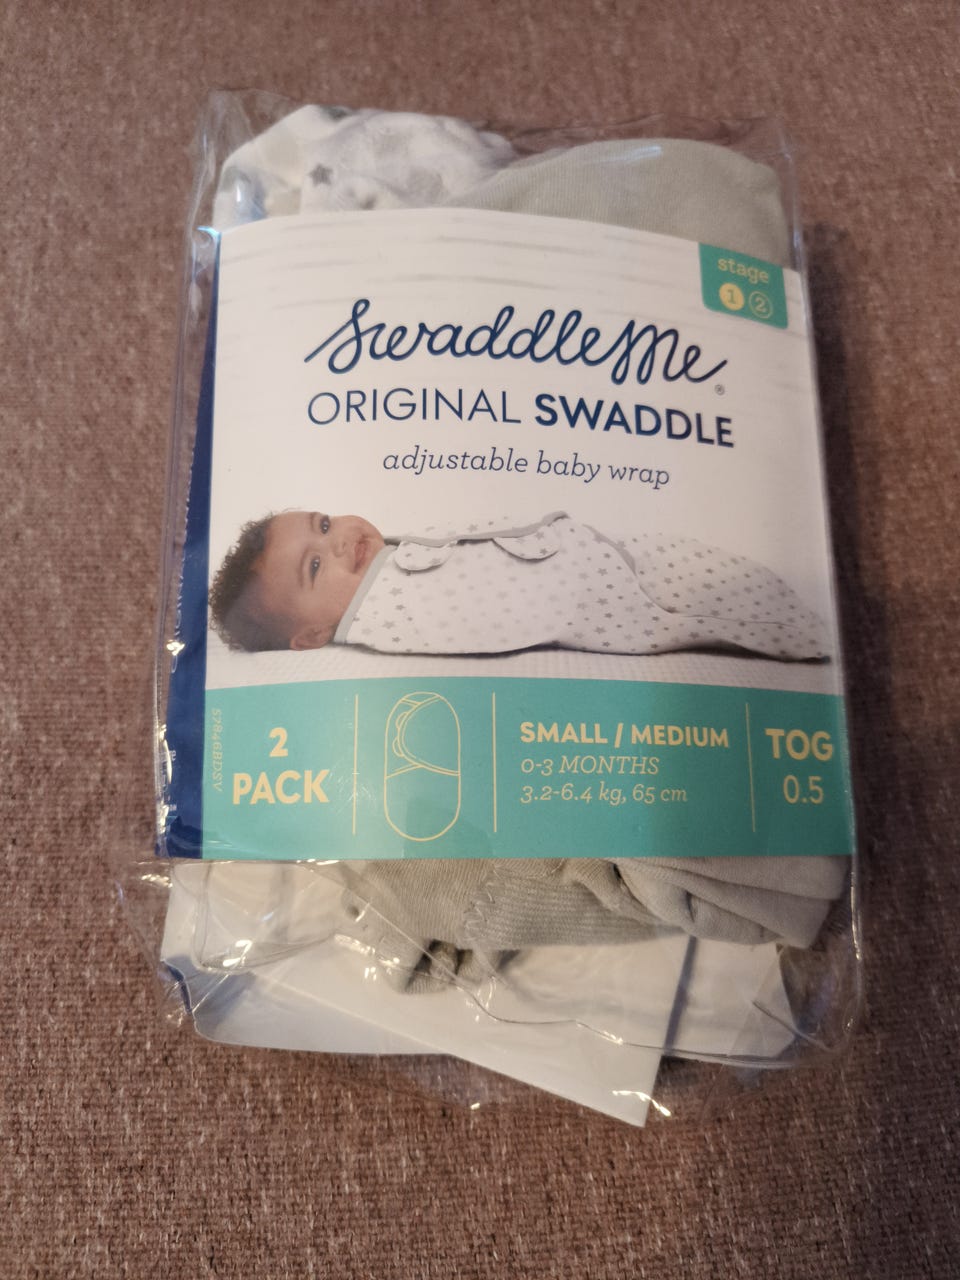 stage
1 2
SwaddleMe®
ORIGINAL SWADDLE
adjustable baby wrap
2
PACK
SMALL / MEDIUM
0-3 MONTHS
3.2-6.4 kg, 65 cm
TOG
0.5